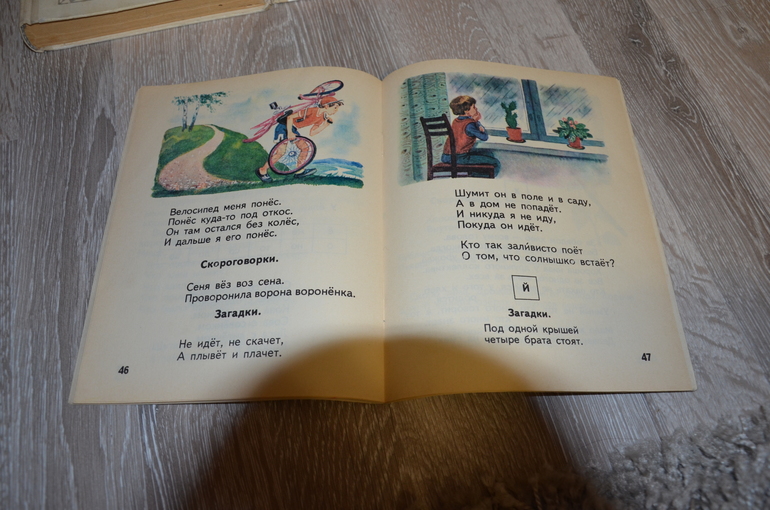 Велосипед меня понёс.
Понёс куда-то под откос.
Он там остался без колёс,
И дальше я его понёс.
Скороговорки.
Сеня вёз воз сена.
Проворонила ворона воронёнка.
Загадки.
Не идёт, не скачет,
А плывёт и плачет.
46
Шумит он в поле и в саду,
А в дом не попадёт.
И никуда я не иду,
Покуда он идёт.
Кто так зали́висто поёт
О том, что солнышко встаёт?
Й
Загадки.
Под одной крышей
четыре брата стоят.
47